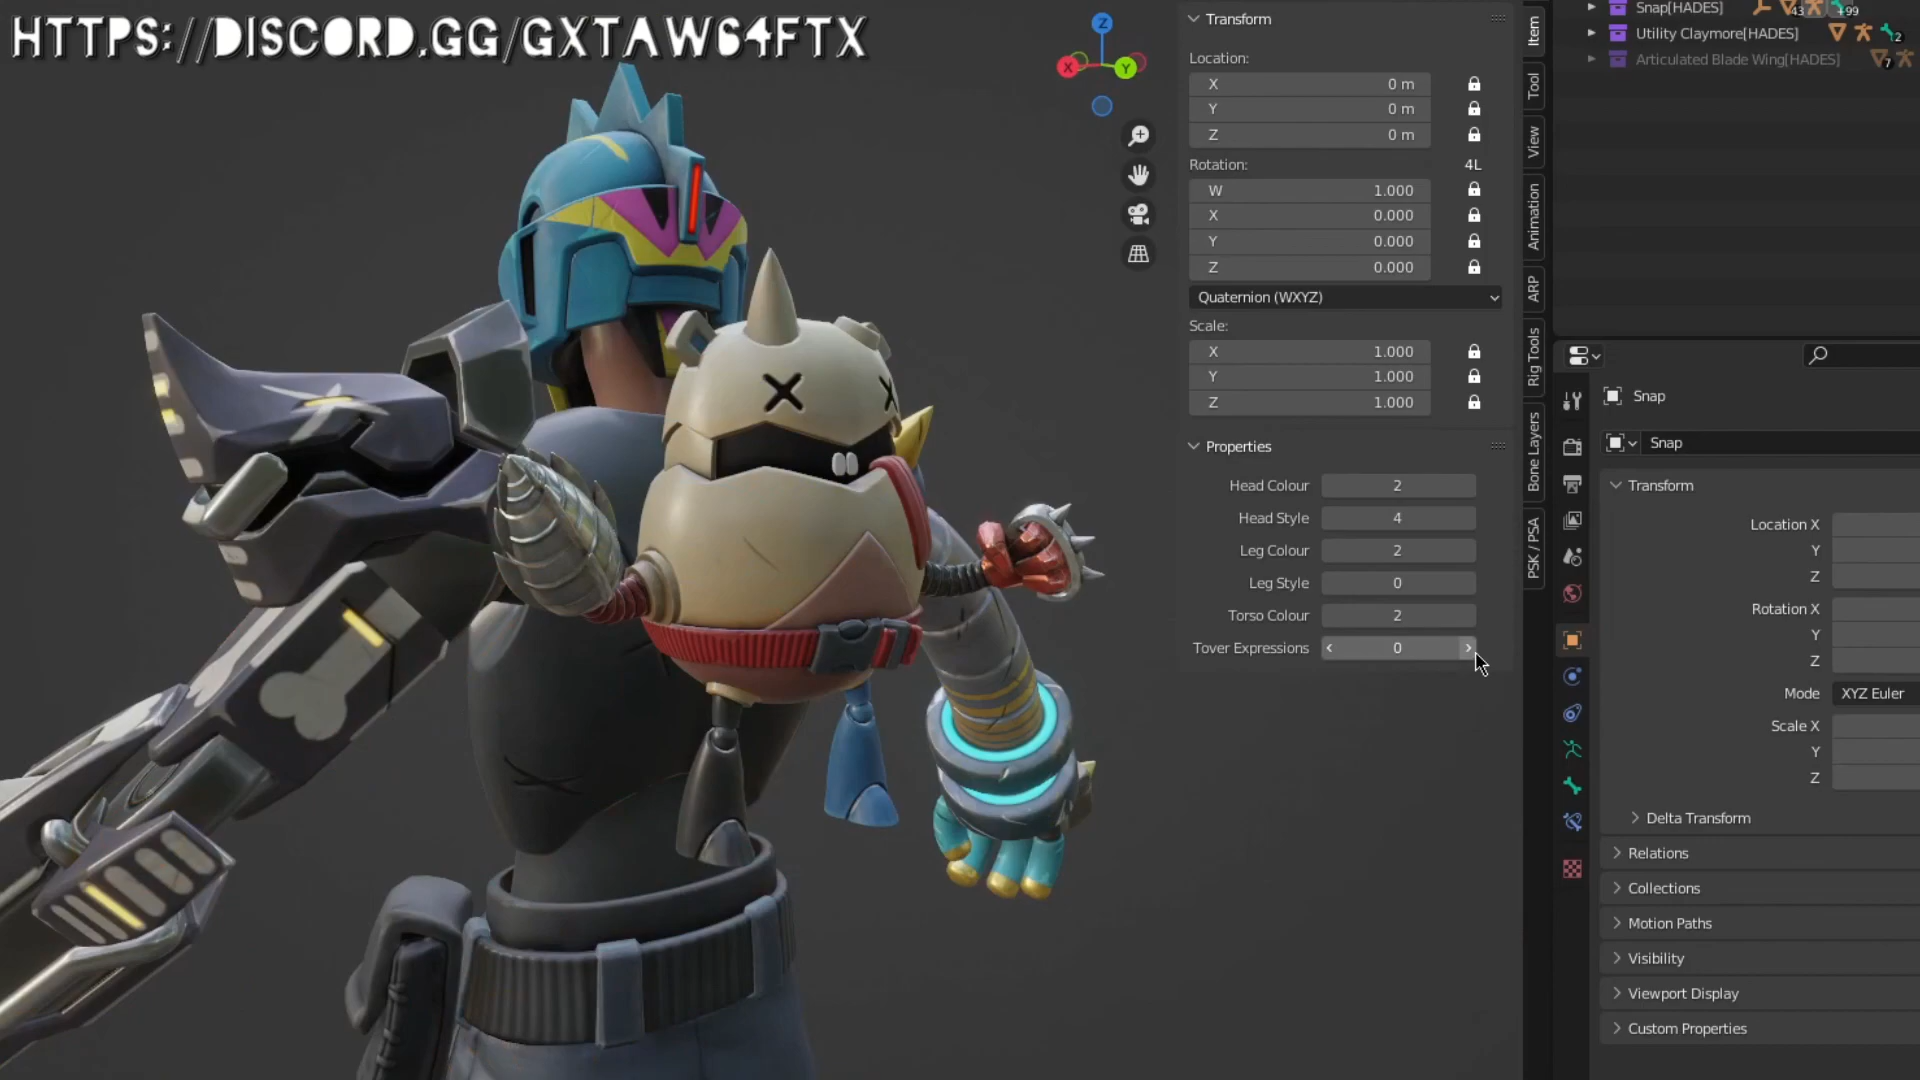 HTTPS://DISCORD.GG/GXTAW64FTX
Z
X
Y
Transform
Location:
X 0 m
Y 0 m
Z 0 m
Rotation: 4L
W 1.000
X 0.000
Y 0.000
Z 0.000
Quaternion (WXYZ)
Scale:
X 1.000
Y 1.000
Z 1.000
Properties
Head Colour 2
Head Style 4
Leg Colour 2
Leg Style 0
Torso Colour 2
Tover Expressions 0
Item
Tool
View
Animation
ARP
Rig Tools
Bone Layers
PSK / PSA
Snap[HADES] 43 +99
Utility Claymore[HADES] 2
Articulated Blade Wing[HADES] 7
Snap
Snap
Transform
Location X
Y
Z
Rotation X
Y
Z
Mode XYZ Euler
Scale X
Y
Z
Delta Transform
Relations
Collections
Motion Paths
Visibility
Viewport Display
Custom Properties